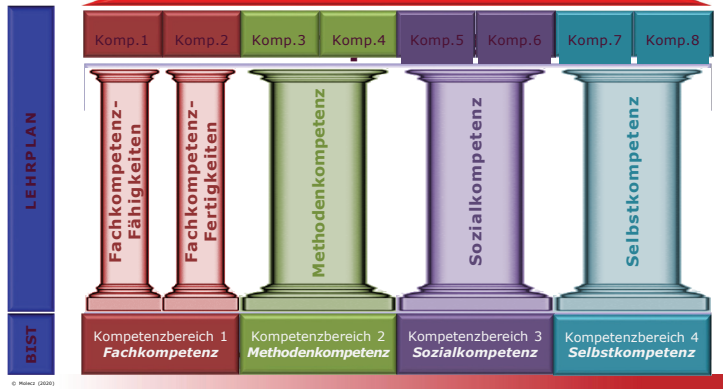 Komp.1 Komp.2 Komp.3 Komp.4 Komp.5 Komp.6 Komp.7 Komp.8
LEHRPLAN
Fachkompetenz-
Fähigkeiten
Fachkompetenz-
Fertigkeiten
Methodenkompetenz
Sozialkompetenz
Selbstkompetenz
BIST
Kompetenzbereich 1
Fachkompetenz
Kompetenzbereich 2
Methodenkompetenz
Kompetenzbereich 3
Sozialkompetenz
Kompetenzbereich 4
Selbstkompetenz
© Molecz (2020)